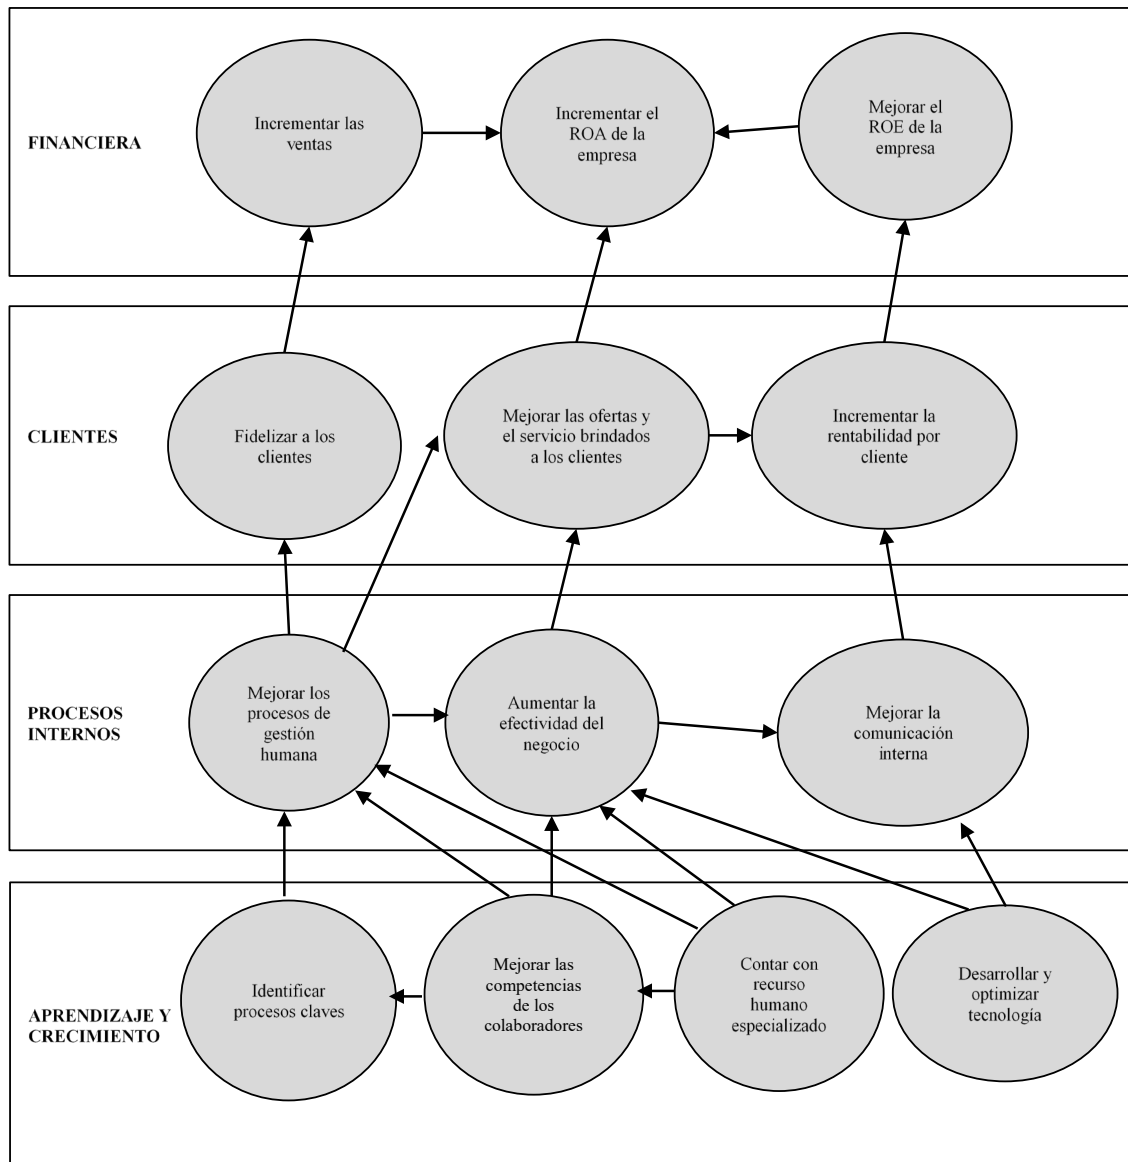 FINANCIERA
Incrementar las
ventas
Incrementar el
ROA de la
empresa
Mejorar el
ROE de la
empresa
CLIENTES
Fidelizar a los
clientes
Mejorar las ofertas y
el servicio brindados
a los clientes
Incrementar la
rentabilidad por
cliente
PROCESOS
INTERNOS
Mejorar los
procesos de
gestión
humana
Aumentar la
efectividad del
negocio
Mejorar la
comunicación
interna
APRENDIZAJE Y
CRECIMIENTO
Identificar
procesos claves
Mejorar las
competencias
de los
colaboradores
Contar con
recurso
humano
especializado
Desarrollar y
optimizar
tecnología